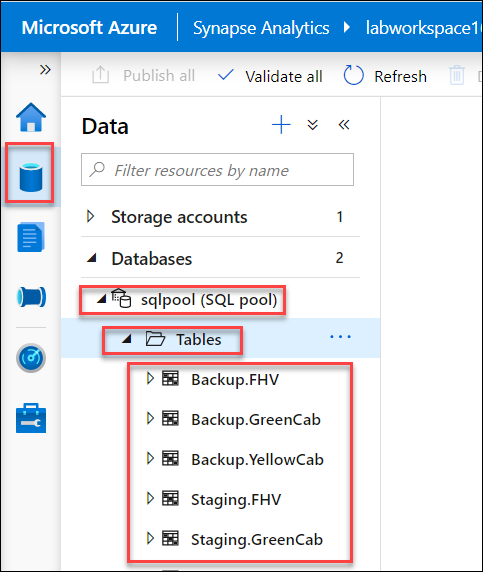 Microsoft Azure Synapse Analytics labworkspace1
» Publish all Validate all Refresh
Data
Filter resources by name
Storage accounts 1
Databases 2
sqlpool (SQL pool)
Tables ...
Backup.FHV
Backup.GreenCab
Backup.YellowCab
Staging.FHV
Staging.GreenCab